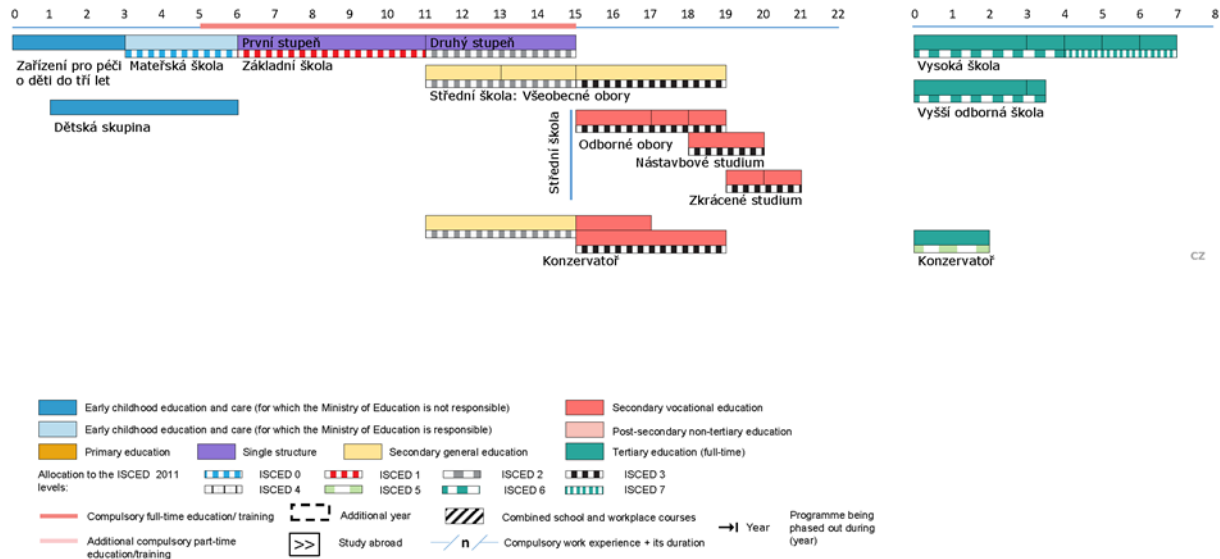 0 1 2 3 4 5 6 7 8 9 10 11 12 13 14 15 16 17 18 19 20 21 22
0 1 2 3 4 5 6 7 8
První stupeň
Druhý stupeň
Zařízení pro péči
o děti do tří let
Mateřská škola
Základní škola
Vysoká škola
Střední škola: Všeobecné obory
Dětská skupina
Vyšší odborná škola
Střední škola
Odborné obory
Nástavbové studium
Zkrácené studium
Konzervatoř
Konzervatoř
CZ
Early childhood education and care (for which the Ministry of Education is not responsible)
Secondary vocational education
Early childhood education and care (for which the Ministry of Education is responsible)
Post-secondary non-tertiary education
Primary education
Single structure
Secondary general education
Tertiary education (full-time)
Allocation to the ISCED 2011
levels:
ISCED 0
ISCED 1
ISCED 2
ISCED 3
ISCED 4
ISCED 5
ISCED 6
ISCED 7
Compulsory full-time education/ training
Additional year
Combined school and workplace courses
Year
Programme being
phased out during
(year)
Additional compulsory part-time
education/training
>>
Study abroad
n
Compulsory work experience + its duration